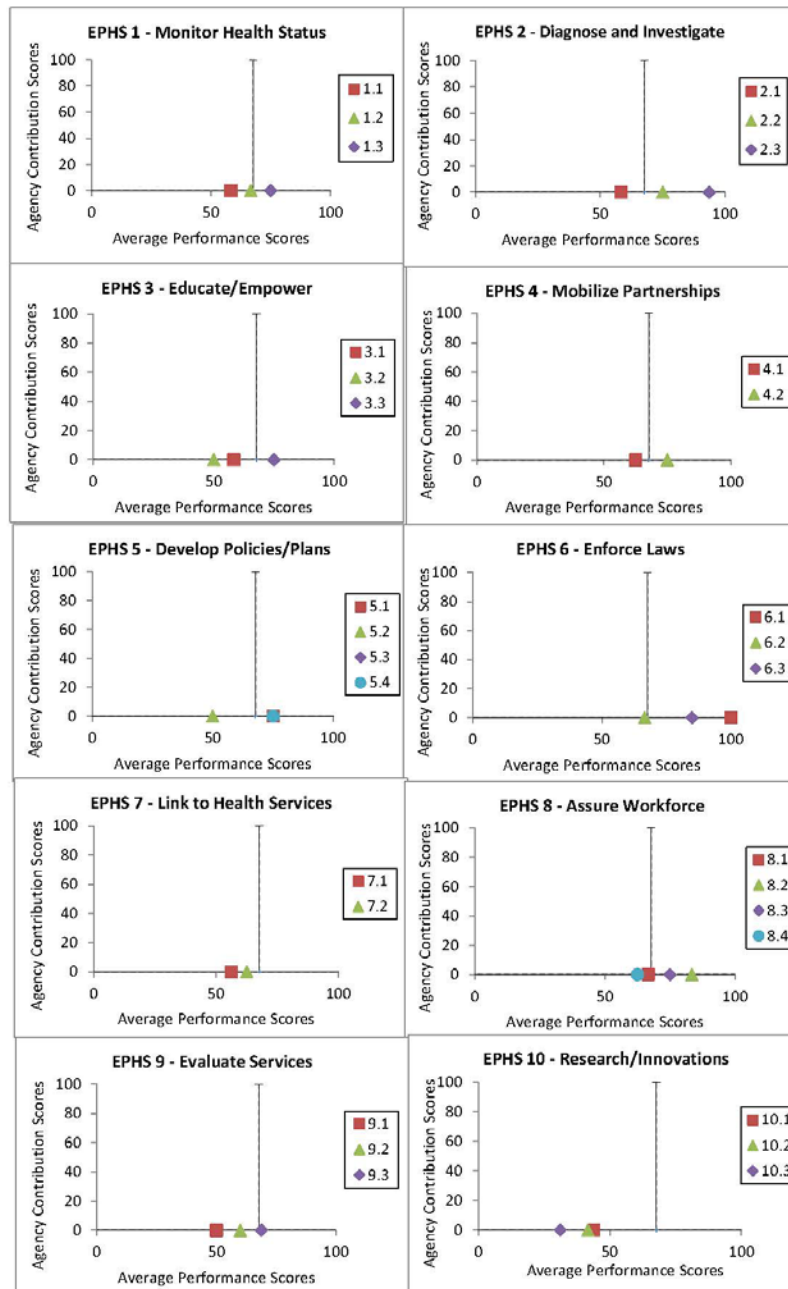 EPHS 1 - Monitor Health Status
Agency Contribution Scores
100
80
60
40
20
0
0 50 100
Average Performance Scores
1.1
1.2
1.3
EPHS 2 - Diagnose and Investigate
Agency Contribution Scores
100
80
60
40
20
0
0 50 100
Average Performance Scores
2.1
2.2
2.3
EPHS 3 - Educate/Empower
Agency Contribution Scores
100
80
60
40
20
0
0 50 100
Average Performance Scores
3.1
3.2
3.3
EPHS 4 - Mobilize Partnerships
Agency Contribution Scores
100
80
60
40
20
0
0 50 100
Average Performance Scores
4.1
4.2
EPHS 5 - Develop Policies/Plans
Agency Contribution Scores
100
80
60
40
20
0
0 50 100
Average Performance Scores
5.1
5.2
5.3
5.4
EPHS 6 - Enforce Laws
Agency Contribution Scores
100
80
60
40
20
0
0 50 100
Average Performance Scores
6.1
6.2
6.3
EPHS 7 - Link to Health Services
Agency Contribution Scores
100
80
60
40
20
0
0 50 100
Average Performance Scores
7.1
7.2
EPHS 8 - Assure Workforce
Agency Contribution Scores
100
80
60
40
20
0
0 50 100
Average Performance Scores
8.1
8.2
8.3
8.4
EPHS 9 - Evaluate Services
Agency Contribution Scores
100
80
60
40
20
0
0 50 100
Average Performance Scores
9.1
9.2
9.3
EPHS 10 - Research/Innovations
Agency Contribution Scores
100
80
60
40
20
0
0 50 100
Average Performance Scores
10.1
10.2
10.3